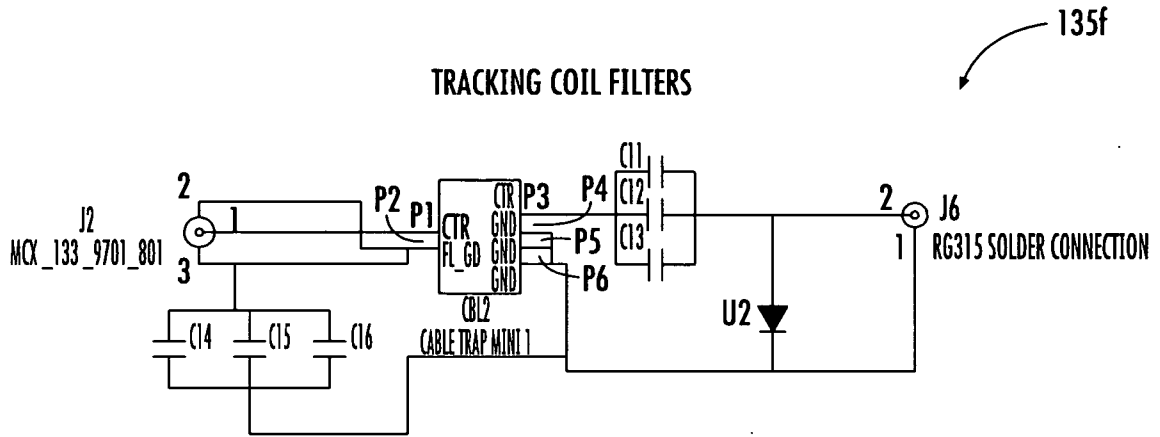 135f
TRACKING COIL FILTERS
J2
MCX_133_9701_801
2
1
3
P2
P1
CTR
FL_GD
CTR
GND
GND
GND
P3
P4
P5
P6
CBL2
CABLE TRAP MINI 1
C11
C12
C13
2
1
J6
RG315 SOLDER CONNECTION
U2
C14
C15
C16